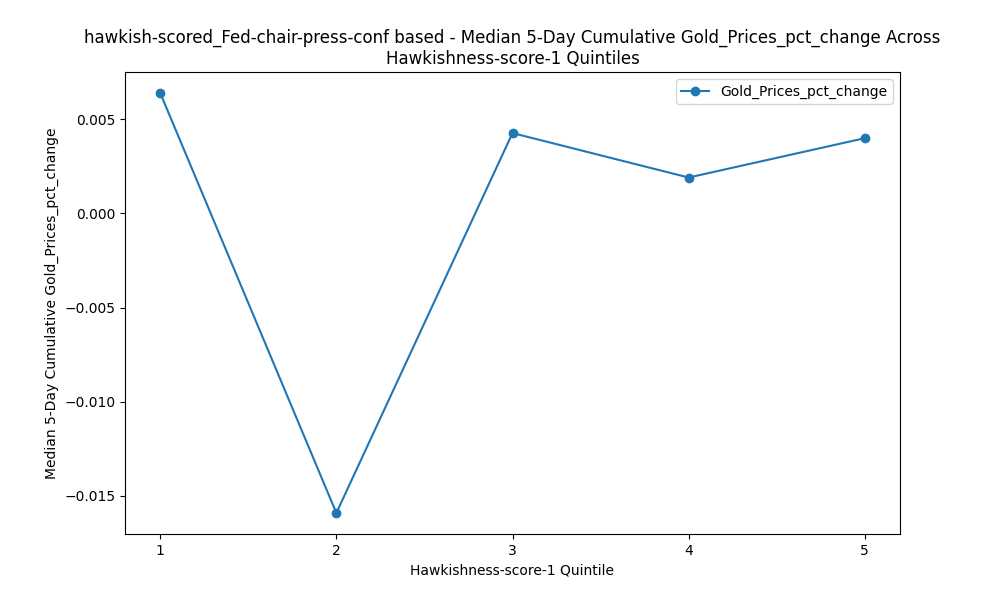 hawkish-scored_Fed-chair-press-conf based - Median 5-Day Cumulative Gold_Prices_pct_change Across
Hawkishness-score-1 Quintiles
Gold_Prices_pct_change
Median 5-Day Cumulative Gold_Prices_pct_change
0.005
0.000
−0.005
−0.010
−0.015
1 2 3 4 5
Hawkishness-score-1 Quintile